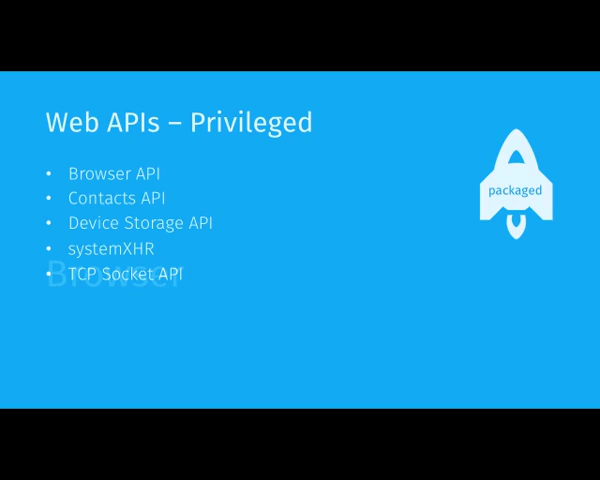 Web APIs – Privileged
• Browser API
• Contacts API
• Device Storage API
• systemXHR
• TCP Socket API
Browser
packaged